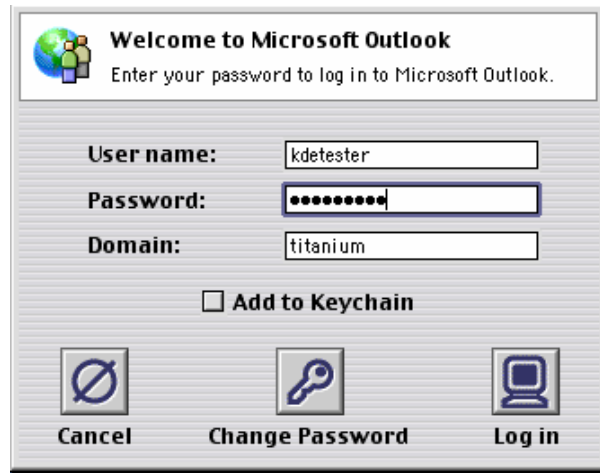 Welcome to Microsoft Outlook
Enter your password to log in to Microsoft Outlook.
User name: kdetester
Password: •••••••••
Domain: titanium
Add to Keychain
Cancel Change Password Log in